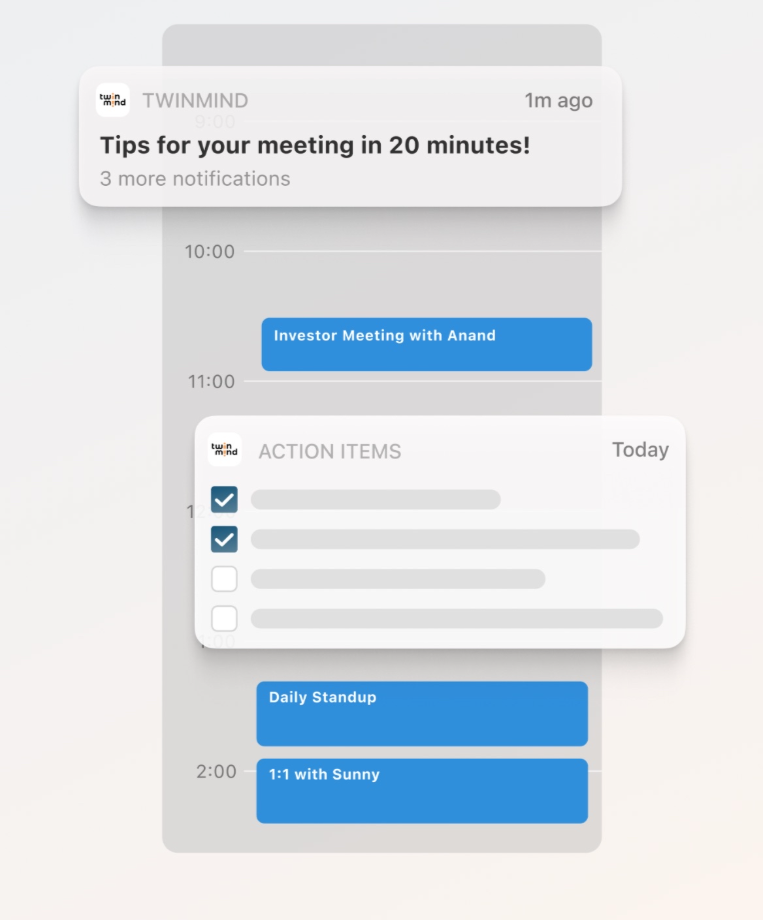 twin
mind
TWINMIND
1m ago
9:00
Tips for your meeting in 20 minutes!
3 more notifications
10:00
Investor Meeting with Anand
11:00
twin
mind
ACTION ITEMS
Today
1:00
Daily Standup
2:00
1:1 with Sunny